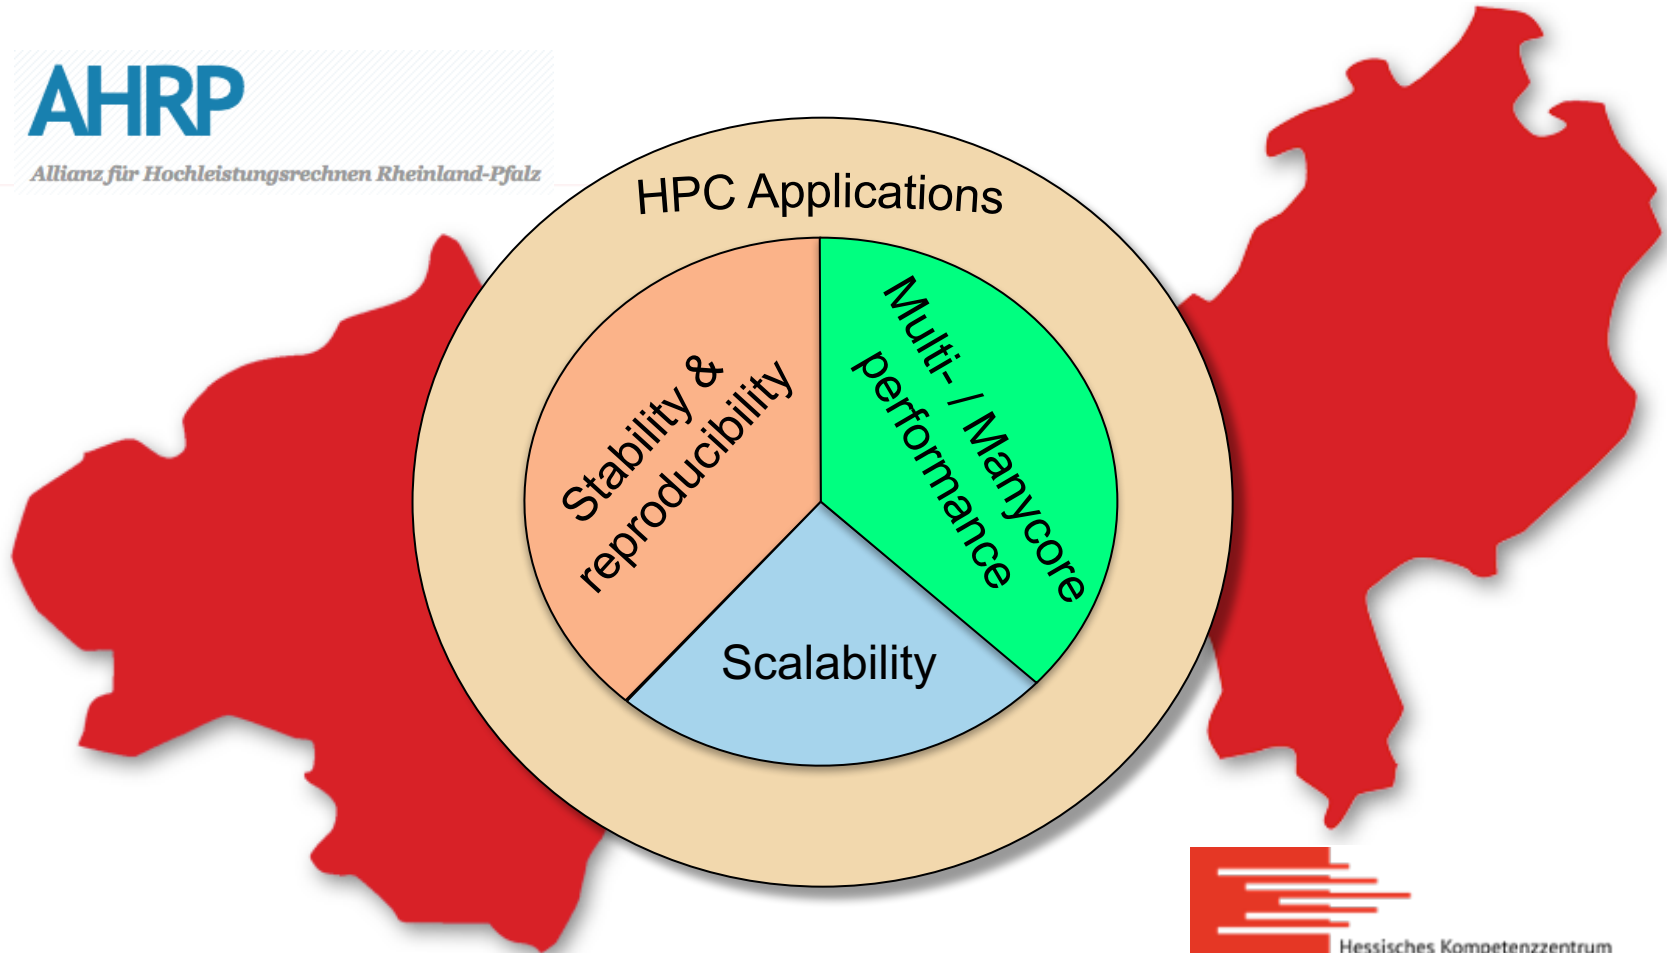 AHRP
Allianz für Hochleistungsrechnen Rheinland-Pfalz
HPC Applications
Stability &
reproducibility
Multi- / Manycore
performance
Scalability
Hessisches Kompetenzzentrum